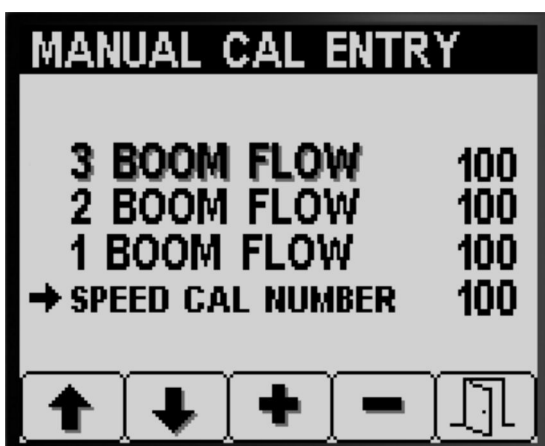 MANUAL CAL ENTRY
3 BOOM FLOW 100
2 BOOM FLOW 100
1 BOOM FLOW 100
SPEED CAL NUMBER 100